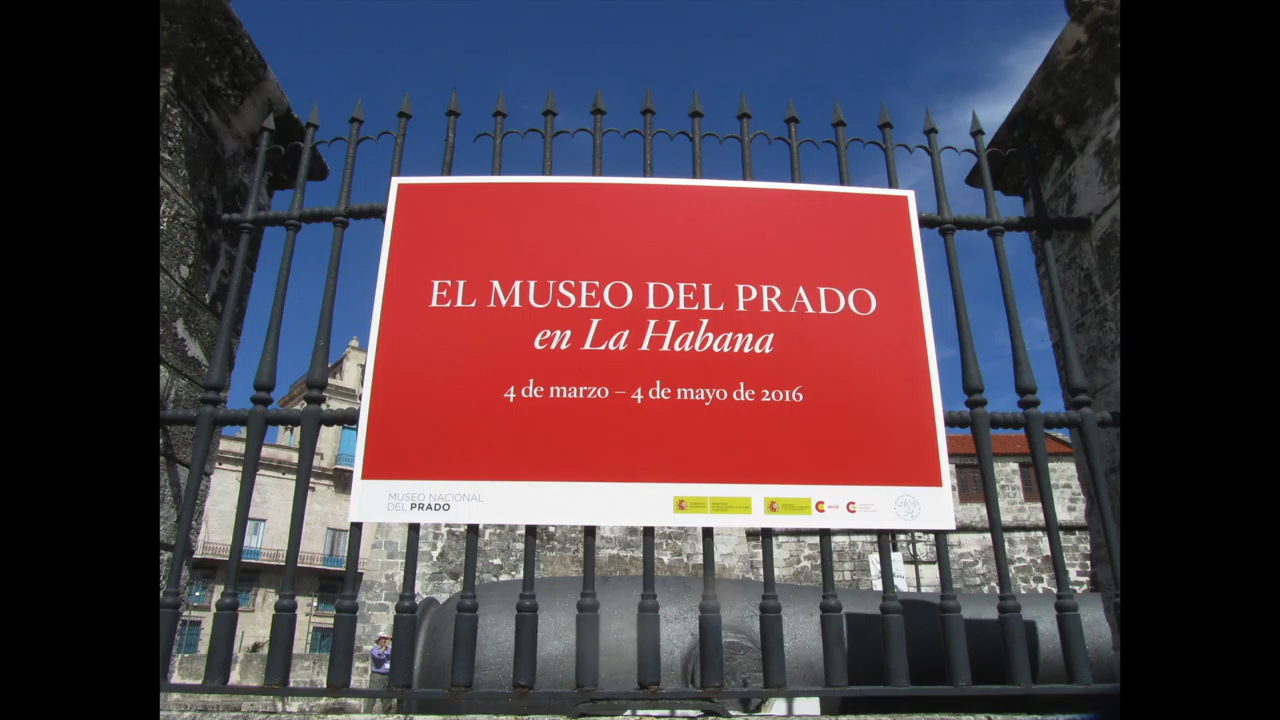 EL MUSEO DEL PRADO
en La Habana
4 de marzo – 4 de mayo de 2016
MUSEO NACIONAL
DEL PRADO